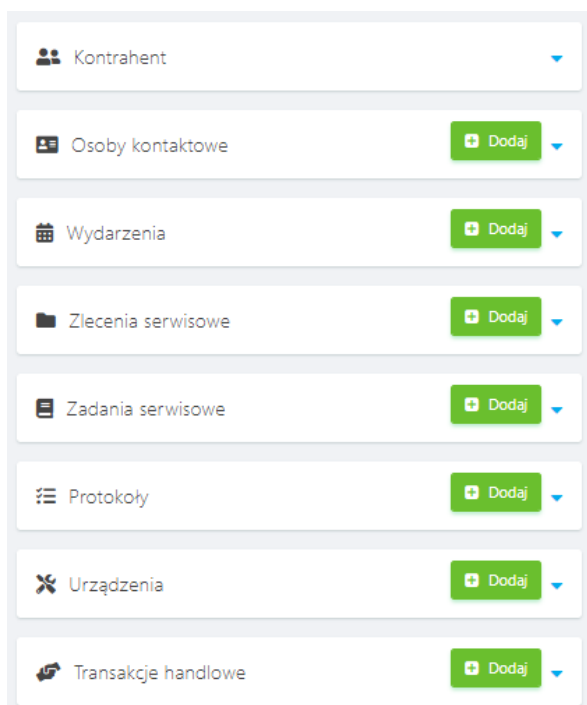 Kontrahent
Osoby kontaktowe Dodaj
Wydarzenia Dodaj
Zlecenia serwisowe Dodaj
Zadania serwisowe Dodaj
Protokoły Dodaj
Urządzenia Dodaj
Transakcje handlowe Dodaj